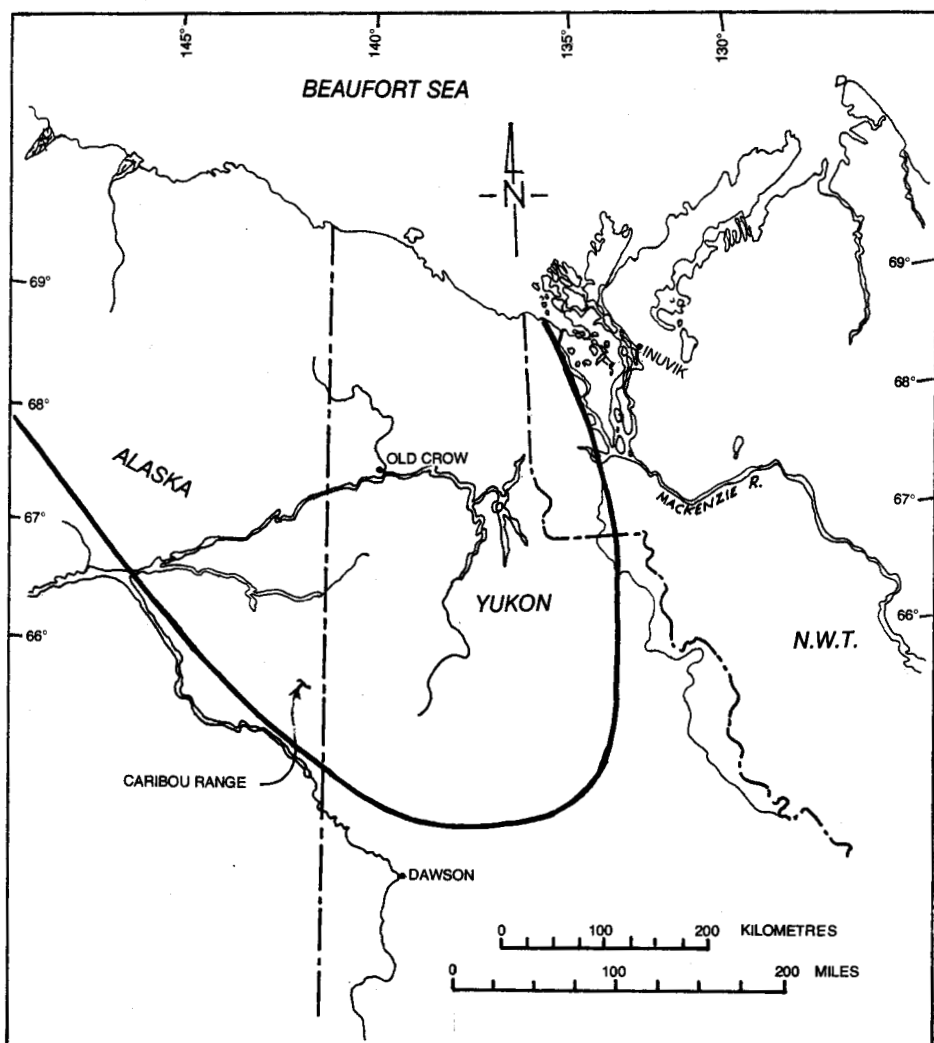 145° 140° 135° 130°
BEAUFORT SEA
N
69° 69°
INUVIK
68° 68°
ALASKA
OLD CROW
MACKENZIE R.
67° 67°
YUKON
66° 66°
N.W.T.
CARIBOU RANGE
DAWSON
0 100 200 KILOMETRES
0 100 200 MILES